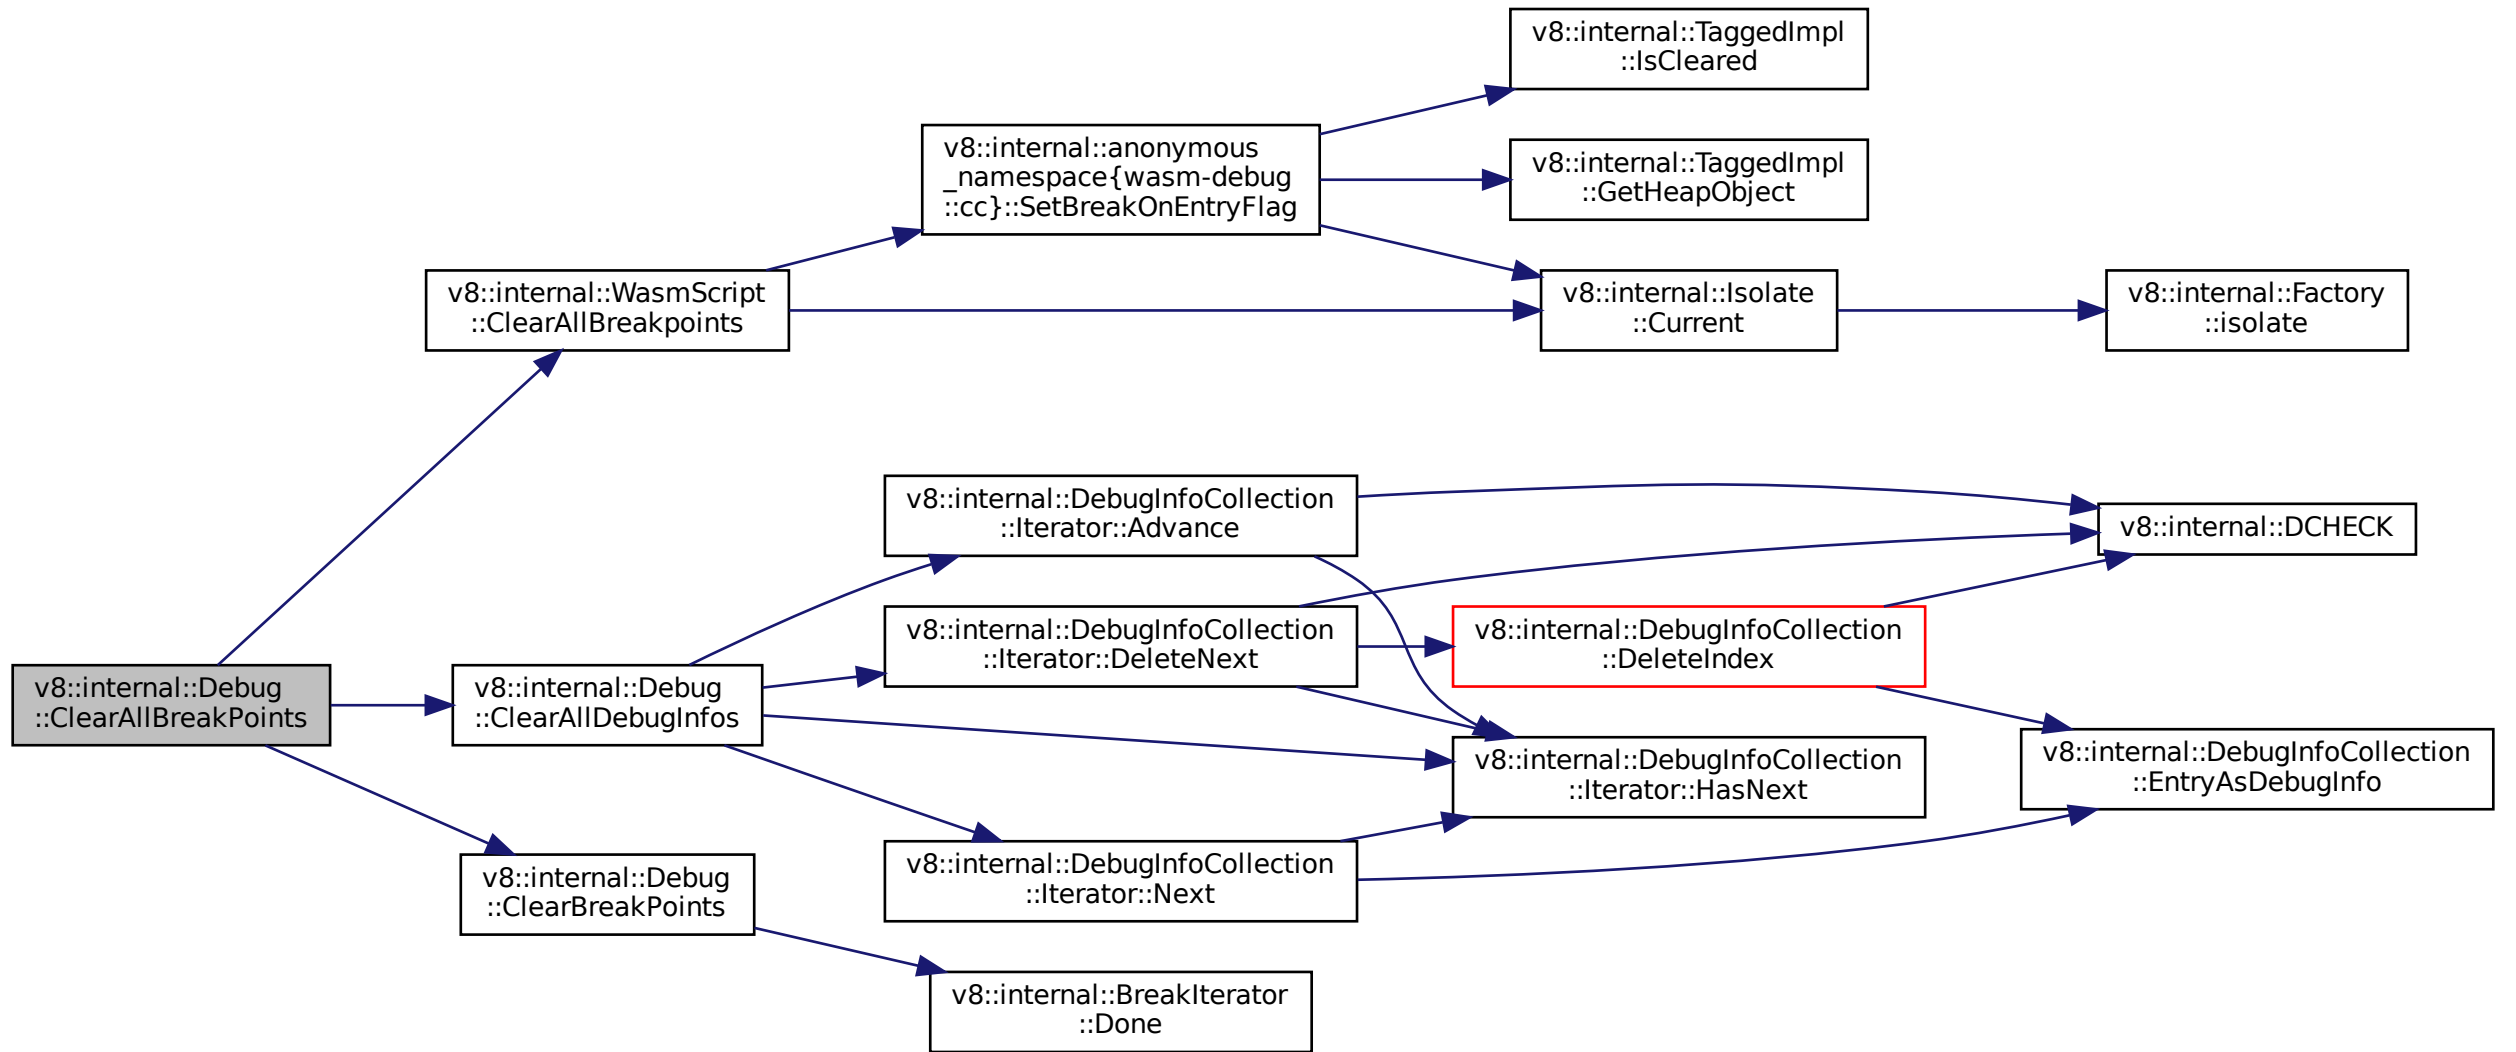 v8::internal::TaggedImpl
::IsCleared
v8::internal::anonymous
_namespace{wasm-debug
::cc}::SetBreakOnEntryFlag
v8::internal::TaggedImpl
::GetHeapObject
v8::internal::WasmScript
::ClearAllBreakpoints
v8::internal::Isolate
::Current
v8::internal::Factory
::isolate
v8::internal::DebugInfoCollection
::Iterator::Advance
v8::internal::DCHECK
v8::internal::DebugInfoCollection
::Iterator::DeleteNext
v8::internal::DebugInfoCollection
::DeleteIndex
v8::internal::Debug
::ClearAllBreakPoints
v8::internal::Debug
::ClearAllDebugInfos
v8::internal::DebugInfoCollection
::Iterator::HasNext
v8::internal::DebugInfoCollection
::EntryAsDebugInfo
v8::internal::Debug
::ClearBreakPoints
v8::internal::DebugInfoCollection
::Iterator::Next
v8::internal::BreakIterator
::Done